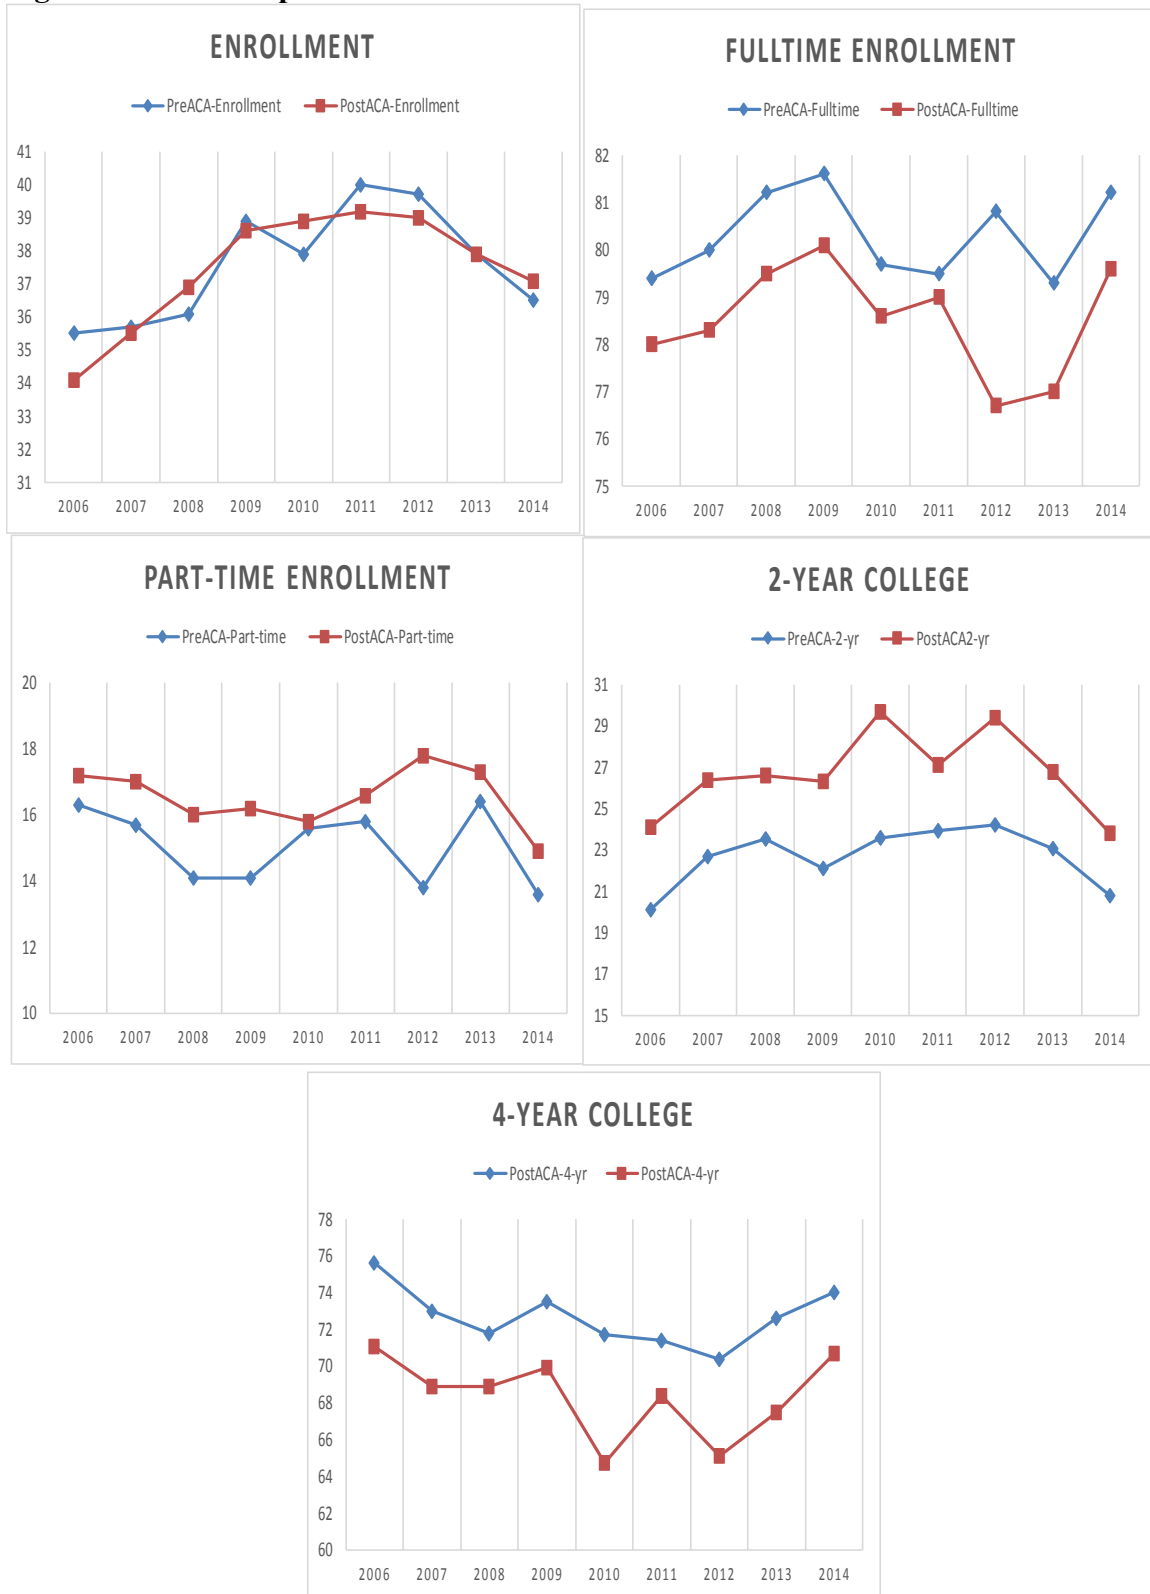 ENROLLMENT
PreACA-Enrollment PostACA-Enrollment
41
40
39
38
37
36
35
34
33
32
31
2006 2007 2008 2009 2010 2011 2012 2013 2014
FULLTIME ENROLLMENT
PreACA-Fulltime PostACA-Fulltime
82
81
80
79
78
77
76
75
2006 2007 2008 2009 2010 2011 2012 2013 2014
PART-TIME ENROLLMENT
PreACA-Part-time PostACA-Part-time
20
18
16
14
12
10
2006 2007 2008 2009 2010 2011 2012 2013 2014
2-YEAR COLLEGE
PreACA-2-yr PostACA2-yr
31
29
27
25
23
21
19
17
15
2006 2007 2008 2009 2010 2011 2012 2013 2014
4-YEAR COLLEGE
PostACA-4-yr PostACA-4-yr
78
76
74
72
70
68
66
64
62
60
2006 2007 2008 2009 2010 2011 2012 2013 2014